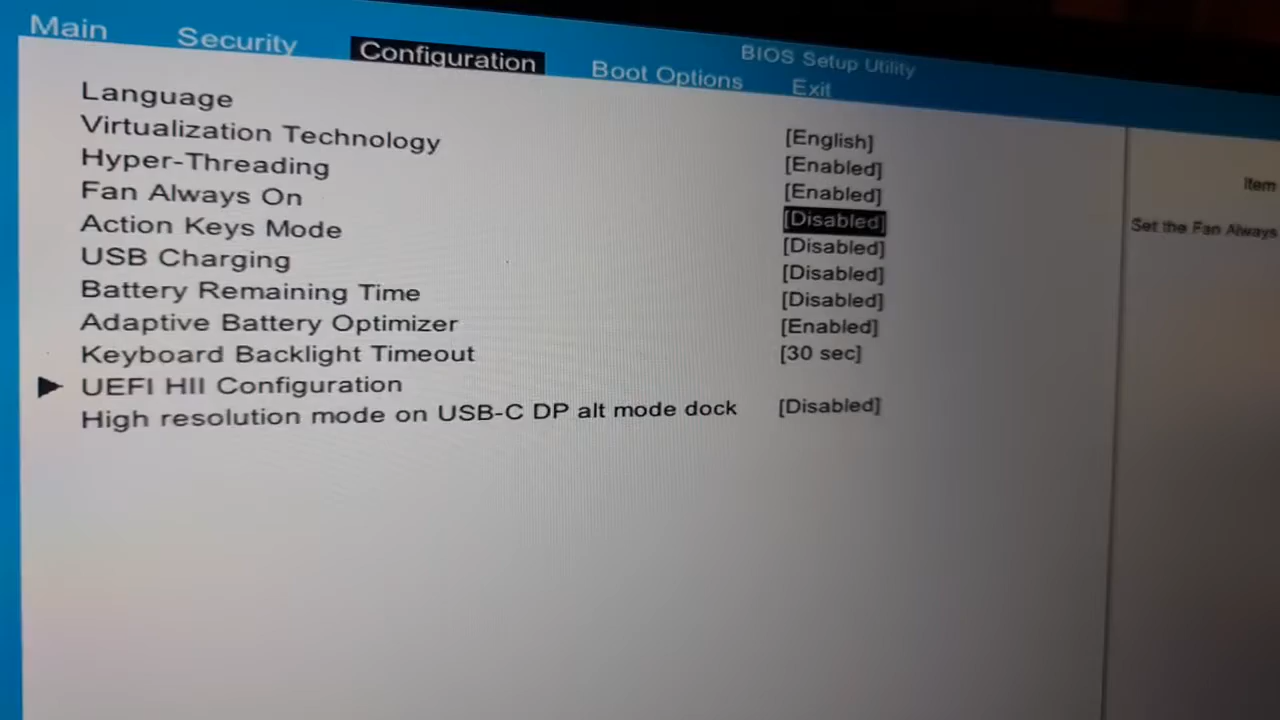 BIOS Setup Utility
Main Security Configuration Boot Options Exit
Language [English]
Virtualization Technology [Enabled]
Hyper-Threading [Enabled]
Fan Always On [Disabled]
Action Keys Mode [Disabled]
USB Charging [Disabled]
Battery Remaining Time [Disabled]
Adaptive Battery Optimizer [Enabled]
Keyboard Backlight Timeout [30 sec]
UEFI HII Configuration
High resolution mode on USB-C DP alt mode dock [Disabled]
Item
Set the Fan Always